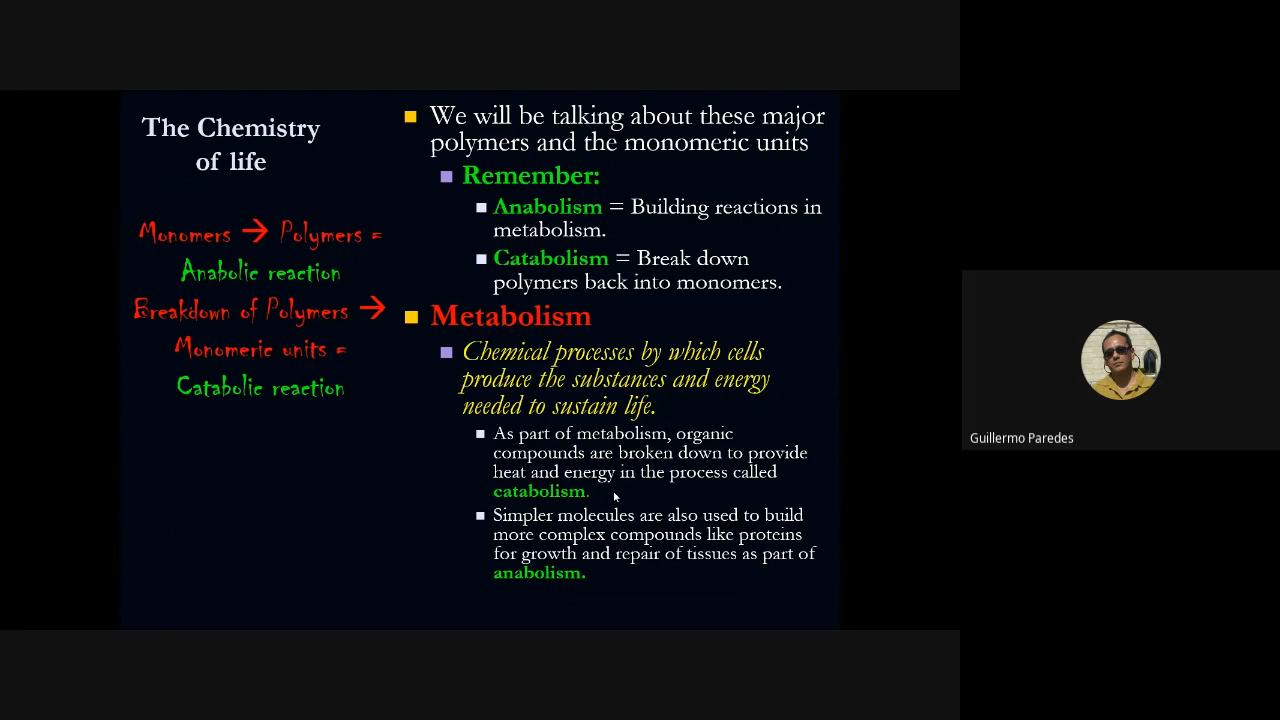 The Chemistry
of life
Monomers → Polymers =
Anabolic reaction
Breakdown of Polymers →
Monomeric units =
Catabolic reaction
We will be talking about these major
polymers and the monomeric units
Remember:
Anabolism = Building reactions in
metabolism.
Catabolism = Break down
polymers back into monomers.
Metabolism
Chemical processes by which cells
produce the substances and energy
needed to sustain life.
As part of metabolism, organic
compounds are broken down to provide
heat and energy in the process called
catabolism.
Simpler molecules are also used to build
more complex compounds like proteins
for growth and repair of tissues as part of
anabolism.
Guillermo Paredes